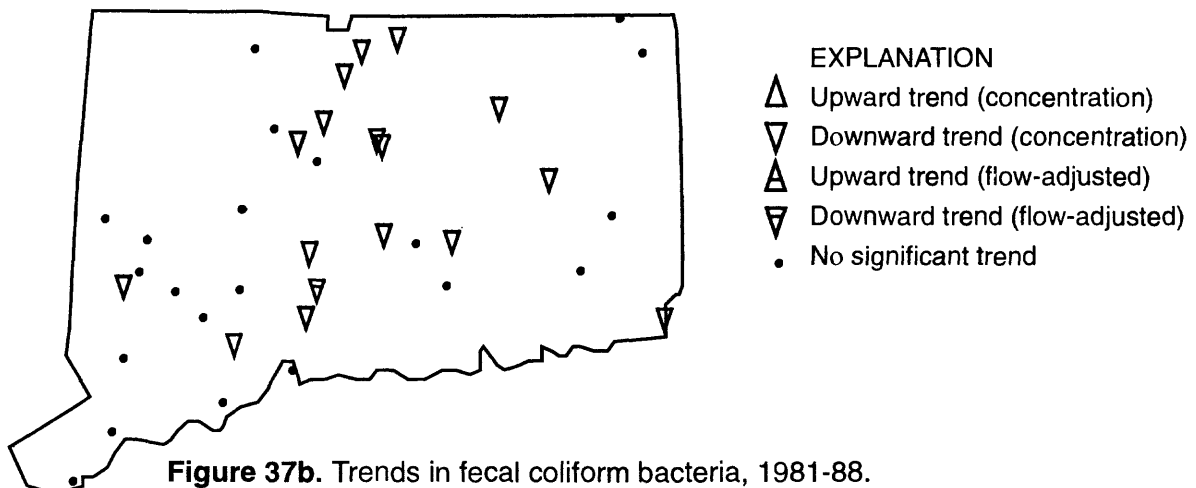 EXPLANATION
Upward trend (concentration)
Downward trend (concentration)
Upward trend (flow-adjusted)
Downward trend (flow-adjusted)
No significant trend
Figure 37b. Trends in fecal coliform bacteria, 1981-88.